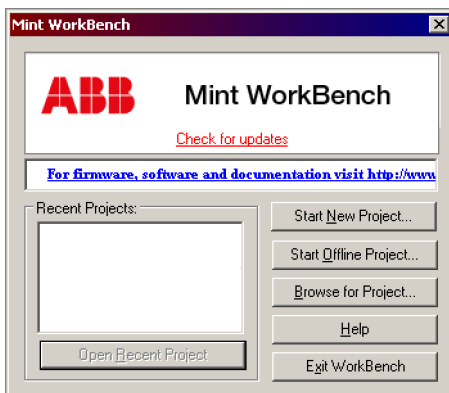 Mint WorkBench
ABB Mint WorkBench
Check for updates
For firmware, software and documentation visit http://www
Recent Projects:
Start New Project...
Start Offline Project...
Browse for Project...
Help
Open Recent Project
Exit WorkBench